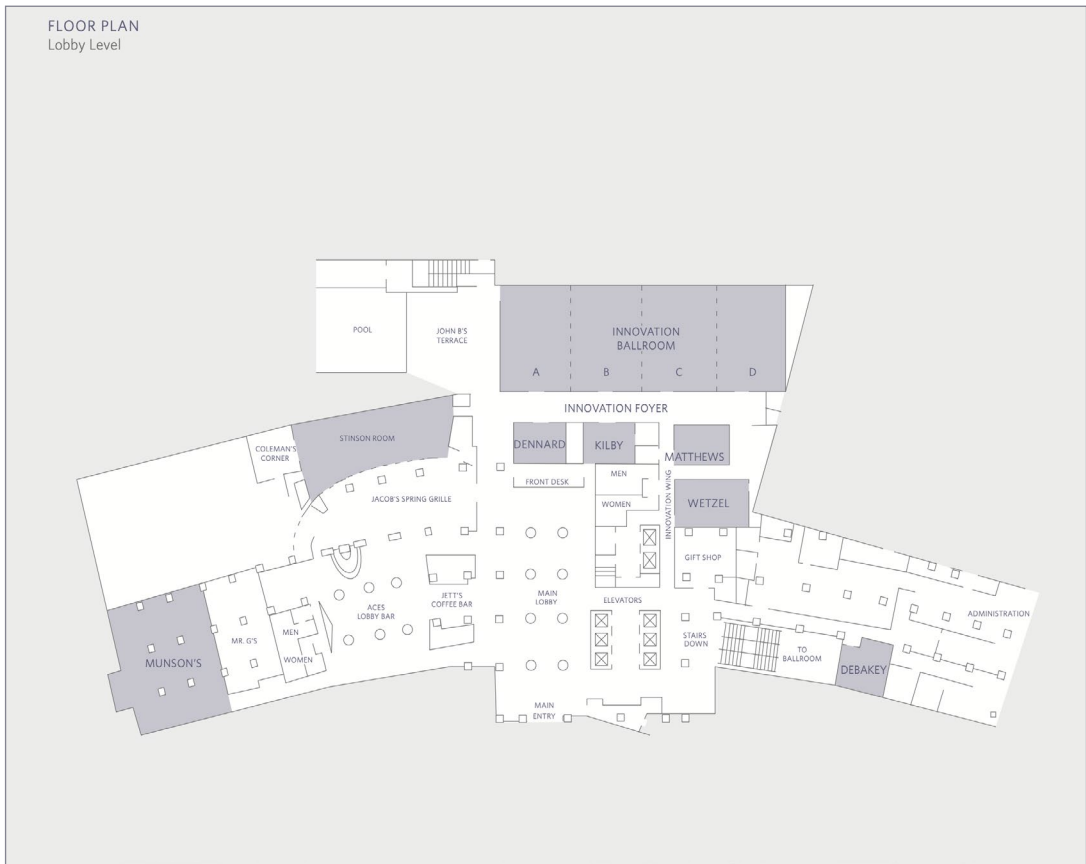 FLOOR PLAN
Lobby Level
POOL
JOHN B'S
TERRACE
INNOVATION
BALLROOM
A
B
C
D
INNOVATION FOYER
STINSON ROOM
COLEMAN'S
CORNER
DENNARD
KILBY
MATTHEWS
FRONT DESK
MEN
WOMEN
INNOVATION WING
WETZEL
JACOB'S SPRING GRILLE
GIFT SHOP
ACES
LOBBY BAR
JETT'S
COFFEE BAR
MAIN
LOBBY
ELEVATORS
STAIRS
DOWN
TO
BALLROOM
DEBAKEY
ADMINISTRATION
MUNSON'S
MR. G'S
MEN
WOMEN
MAIN
ENTRY